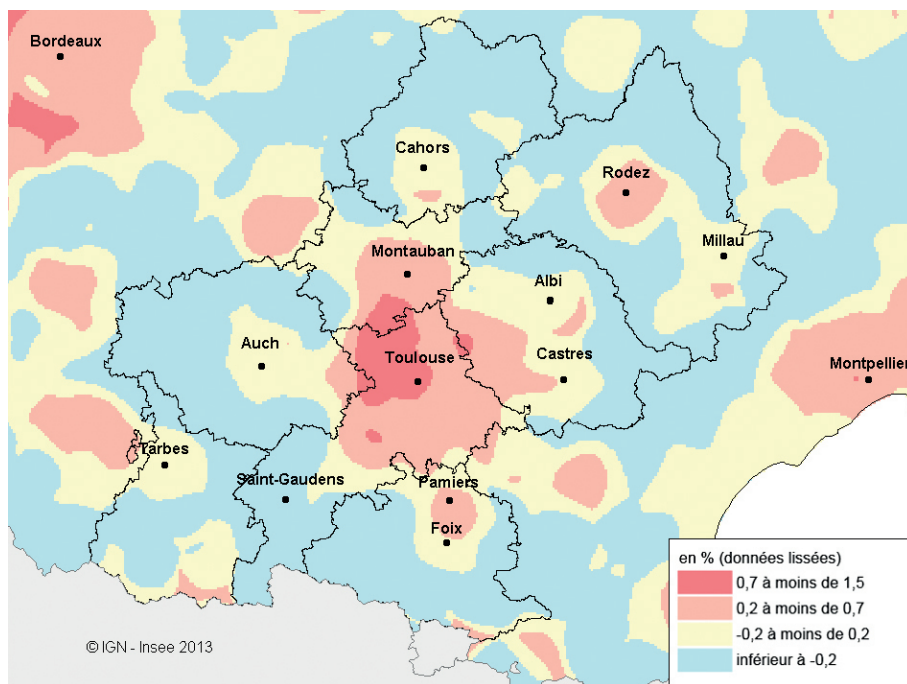 Bordeaux
Cahors
Rodez
Millau
Montauban
Albi
Auch
Toulouse
Castres
Montpellier
Tarbes
Saint-Gaudens
Pamiers
Foix
en % (données lissées)
0,7 à moins de 1,5
0,2 à moins de 0,7
-0,2 à moins de 0,2
inférieur à -0,2
© IGN - Insee 2013